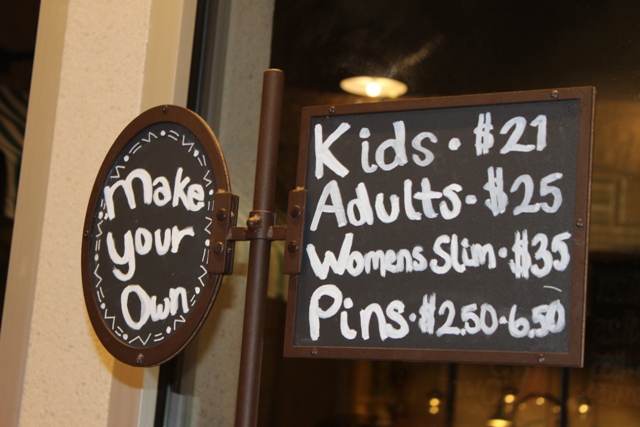 Make
your
Own
Kids · $21
Adults · $25
Womens Slim · $35
Pins · $2.50 - 6.50